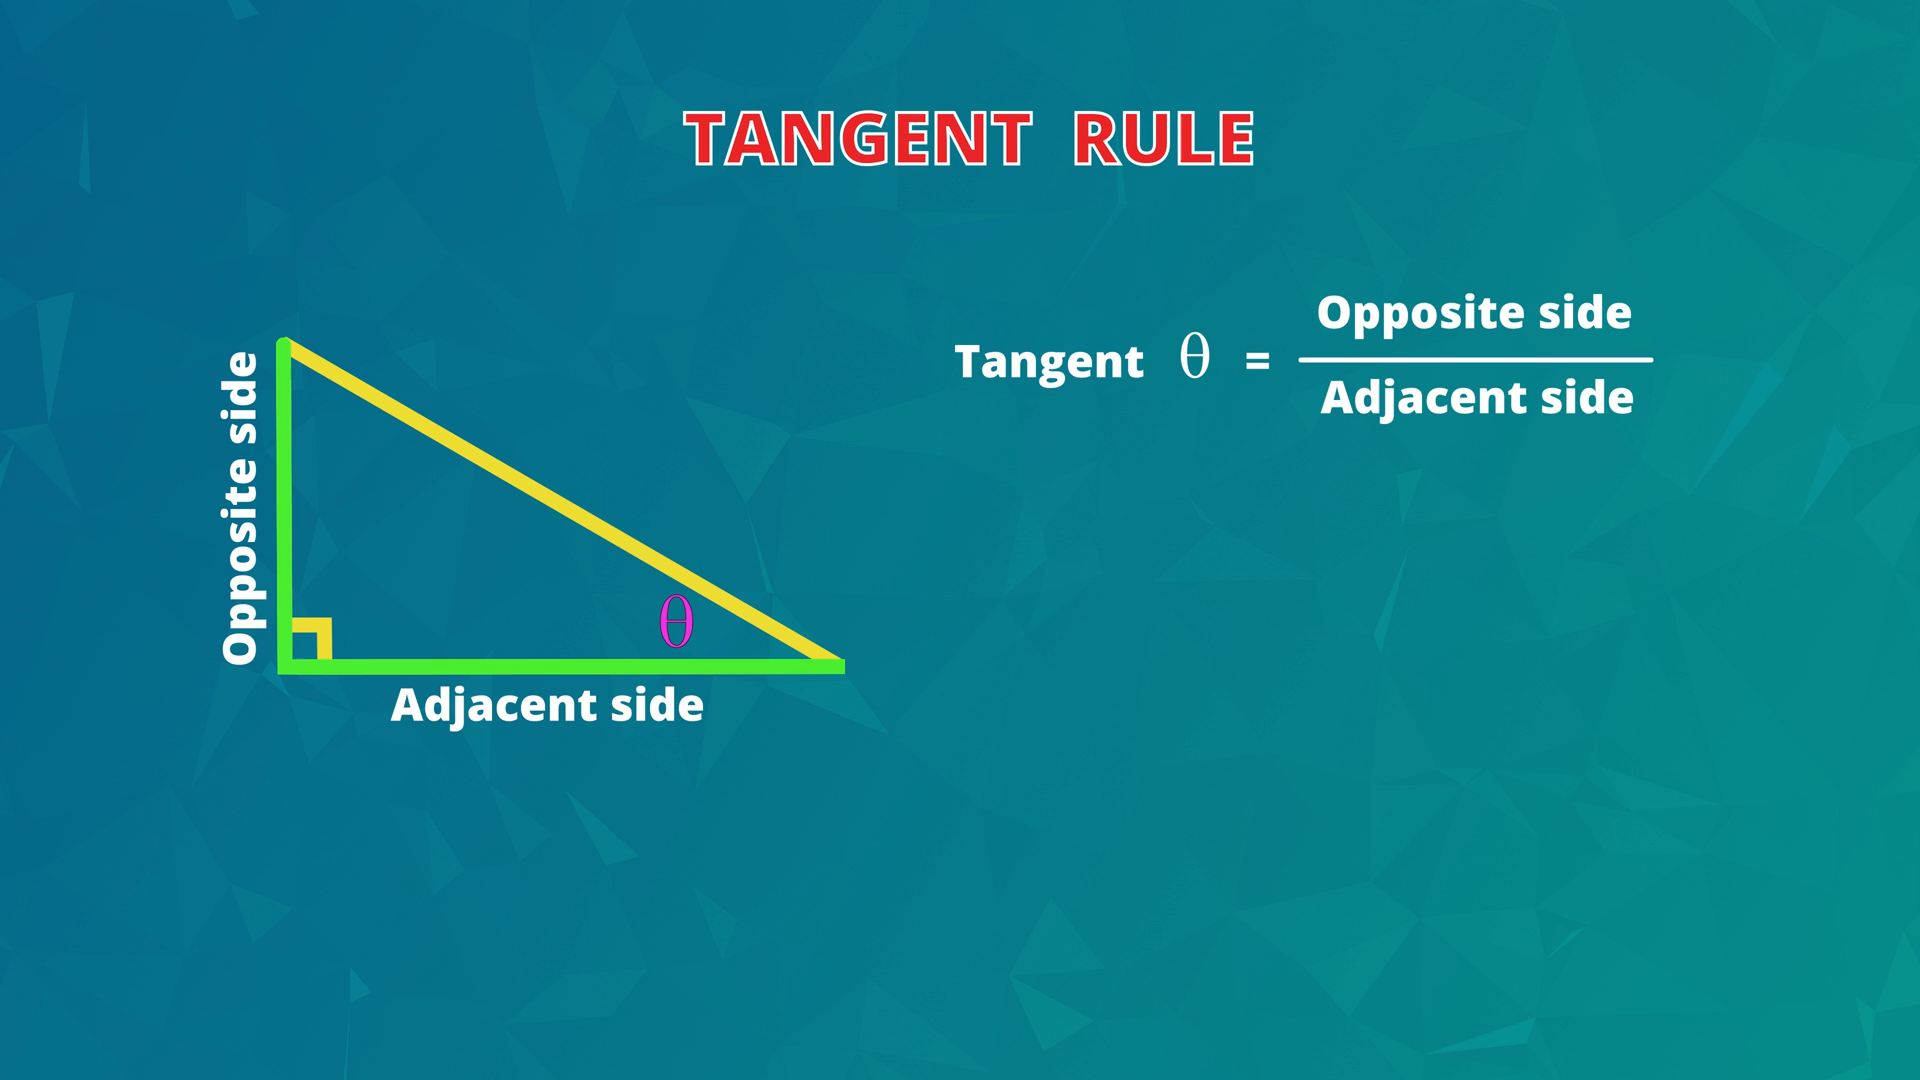 TANGENT RULE
Opposite side
θ
Adjacent side
Tangent θ = Opposite side
Adjacent side